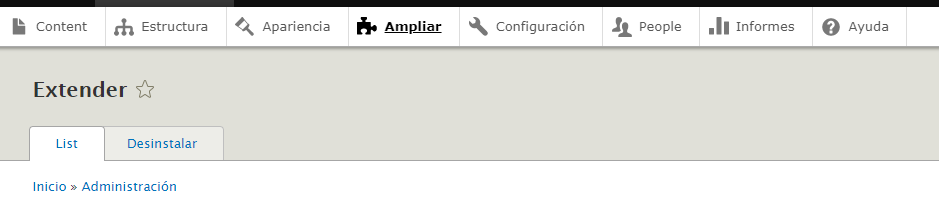 Content Estructura Apariencia Ampliar Configuración People Informes Ayuda
Extender
List Desinstalar
Inicio » Administración